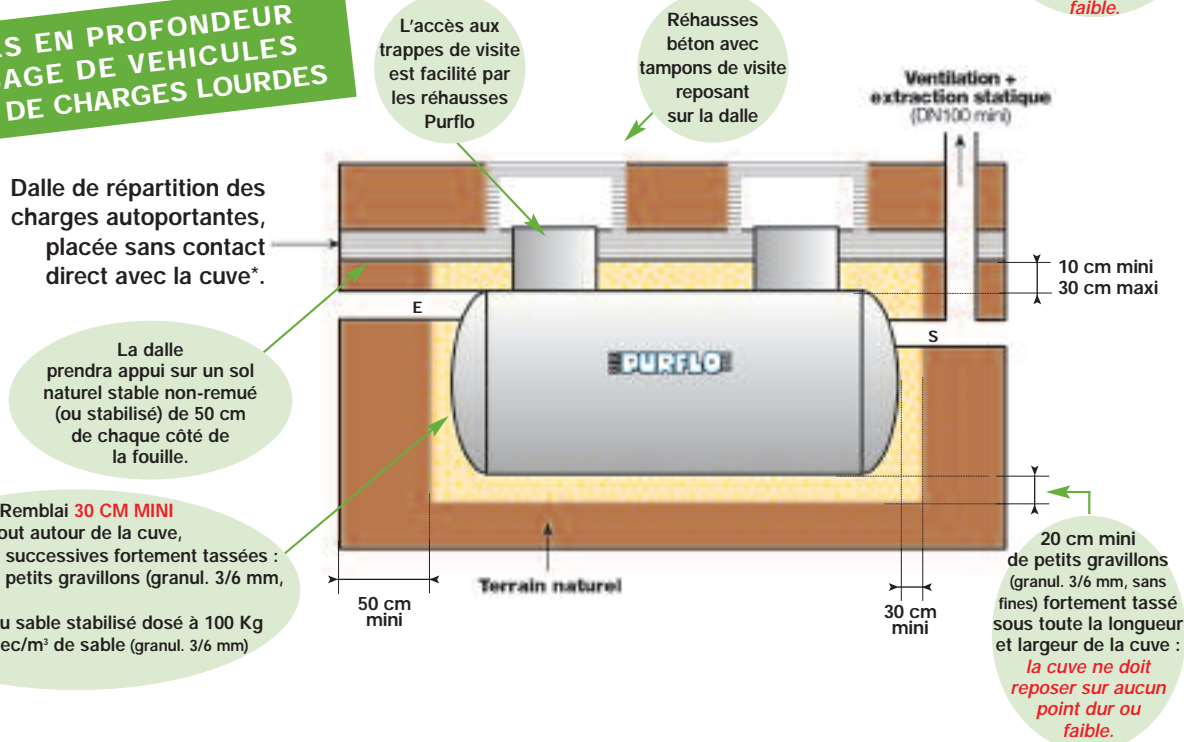 faible.
S EN PROFONDEUR
AGE DE VEHICULES
DE CHARGES LOURDES
L'accès aux
trappes de visite
est facilité par
les réhausses
Purflo
Réhausses
béton avec
tampons de visite
reposant
sur la dalle
Ventilation +
extraction statique
(DN100 mini)
Dalle de répartition des
charges autoportantes,
placée sans contact
direct avec la cuve*.
10 cm mini
30 cm maxi
E
S
PURFLO
La dalle
prendra appui sur un sol
naturel stable non-remué
(ou stabilisé) de 50 cm
de chaque côté de
la fouille.
Remblai 30 CM MINI
out autour de la cuve,
successives fortement tassées :
petits gravillons (granul. 3/6 mm,
u sable stabilisé dosé à 100 Kg
ec/m³ de sable (granul. 3/6 mm)
50 cm
mini
Terrain naturel
30 cm
mini
20 cm mini
de petits gravillons
(granul. 3/6 mm, sans
fines) fortement tassé
sous toute la longueur
et largeur de la cuve :
la cuve ne doit
reposer sur aucun
point dur ou
faible.